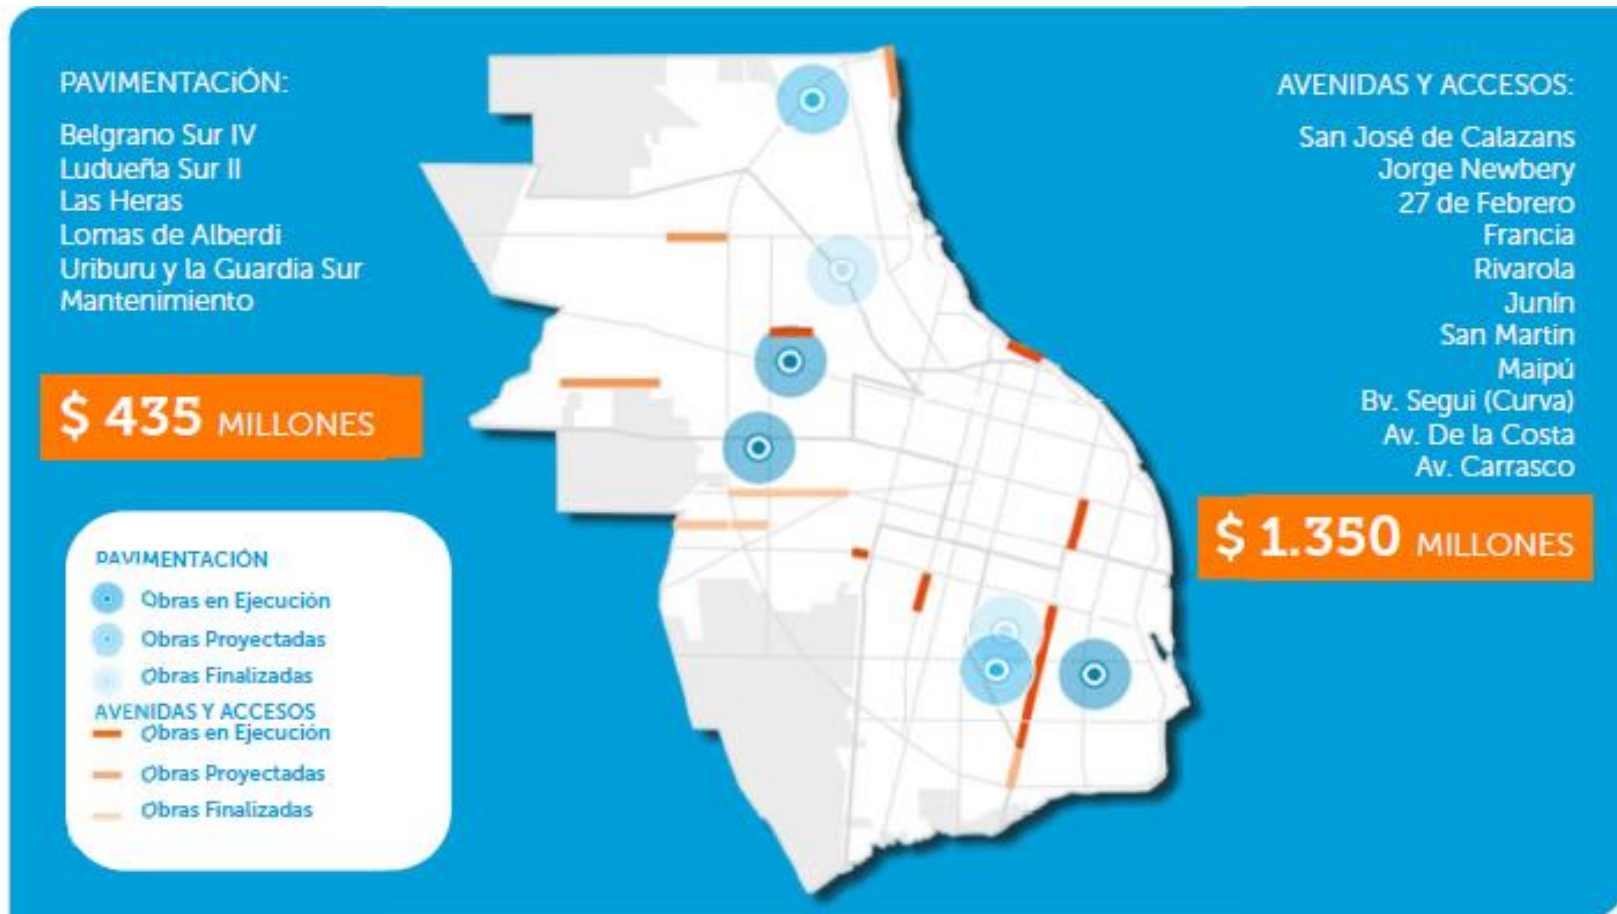 PAVIMENTACIÓN:
Belgrano Sur IV
Ludueña Sur II
Las Heras
Lomas de Alberdi
Uriburu y la Guardia Sur
Mantenimiento
$ 435 MILLONES
PAVIMENTACIÓN
Obras en Ejecución
Obras Proyectadas
Obras Finalizadas
AVENIDAS Y ACCESOS
Obras en Ejecución
Obras Proyectadas
Obras Finalizadas
AVENIDAS Y ACCESOS:
San José de Calazans
Jorge Newbery
27 de Febrero
Francia
Rivarola
Junín
San Martin
Maipú
Bv. Segui (Curva)
Av. De la Costa
Av. Carrasco
$ 1.350 MILLONES